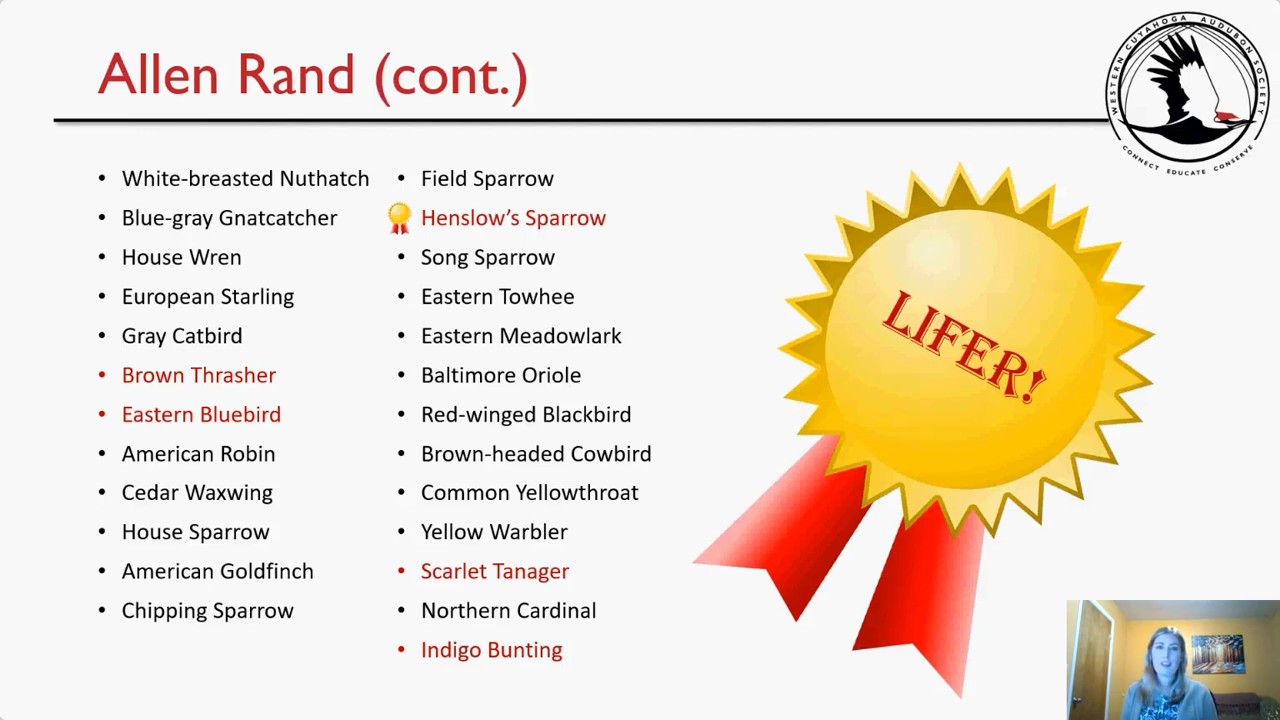 Allen Rand (cont.)
WESTERN CUYAHOGA AUDUBON SOCIETY
CONNECT EDUCATE CONSERVE
• White-breasted Nuthatch
• Blue-gray Gnatcatcher
• House Wren
• European Starling
• Gray Catbird
• Brown Thrasher
• Eastern Bluebird
• American Robin
• Cedar Waxwing
• House Sparrow
• American Goldfinch
• Chipping Sparrow
• Field Sparrow
Henslow’s Sparrow
• Song Sparrow
• Eastern Towhee
• Eastern Meadowlark
• Baltimore Oriole
• Red-winged Blackbird
• Brown-headed Cowbird
• Common Yellowthroat
• Yellow Warbler
• Scarlet Tanager
• Northern Cardinal
• Indigo Bunting
LIFER!